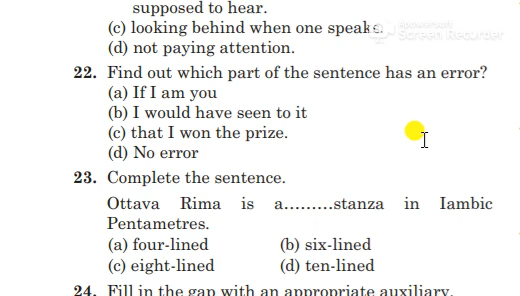 supposed to hear.
(c) looking behind when one speaks.
(d) not paying attention.
Apowersoft
Screen Recorder
22. Find out which part of the sentence has an error?
(a) If I am you
(b) I would have seen to it
(c) that I won the prize.
(d) No error
23. Complete the sentence.
Ottava Rima is a.........stanza in Iambic
Pentametres.
(a) four-lined (b) six-lined
(c) eight-lined (d) ten-lined
24. Fill in the gap with an appropriate auxiliary.